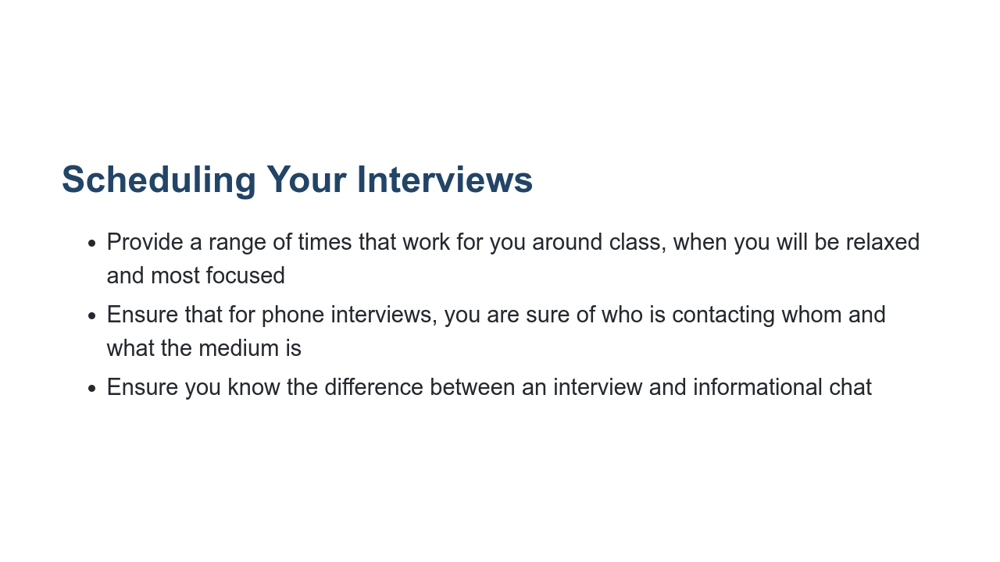 Scheduling Your Interviews
• Provide a range of times that work for you around class, when you will be relaxed
and most focused
• Ensure that for phone interviews, you are sure of who is contacting whom and
what the medium is
• Ensure you know the difference between an interview and informational chat